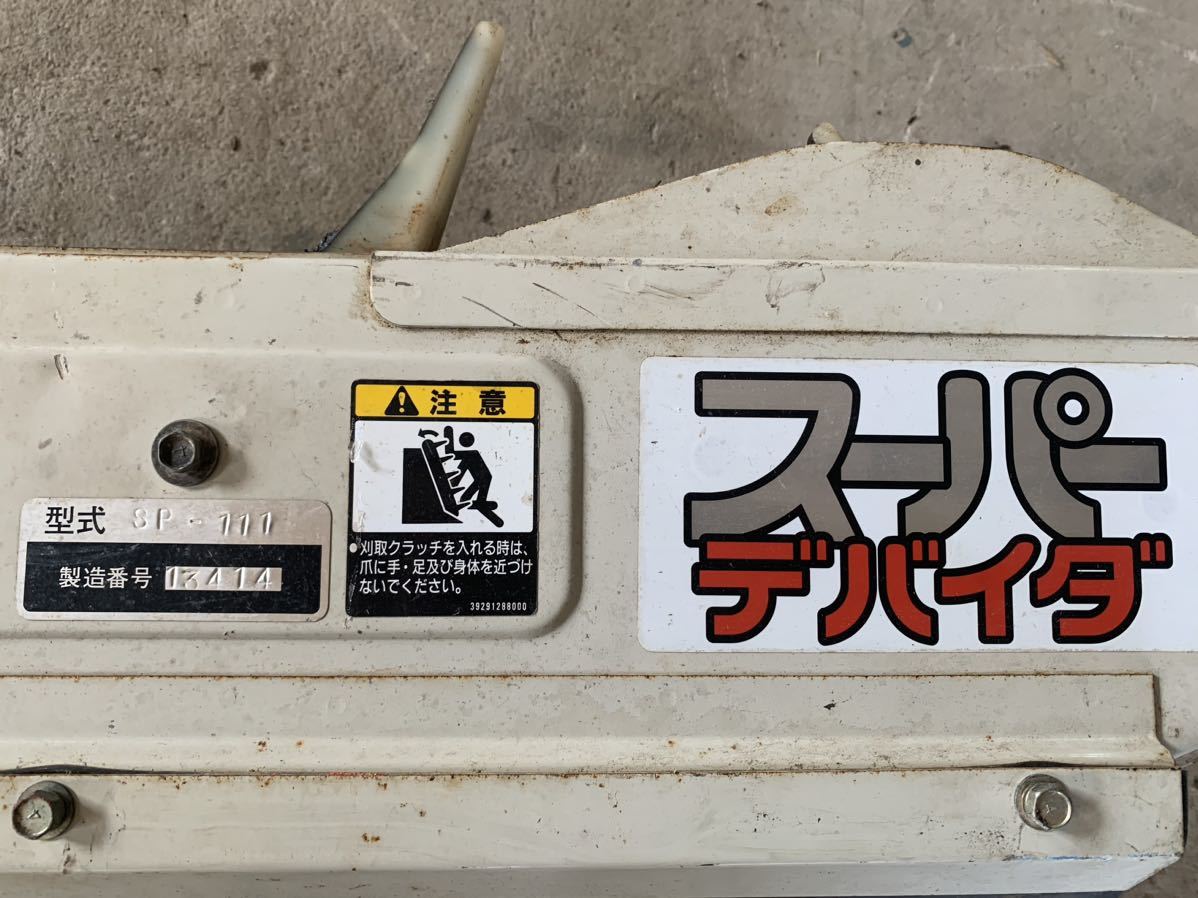 型式 SP-111
製造番号 13414
注意
●刈取クラッチを入れる時は、
爪に手・足及び身体を近づけ
ないでください。
39291288000
スーパー
デバイダ